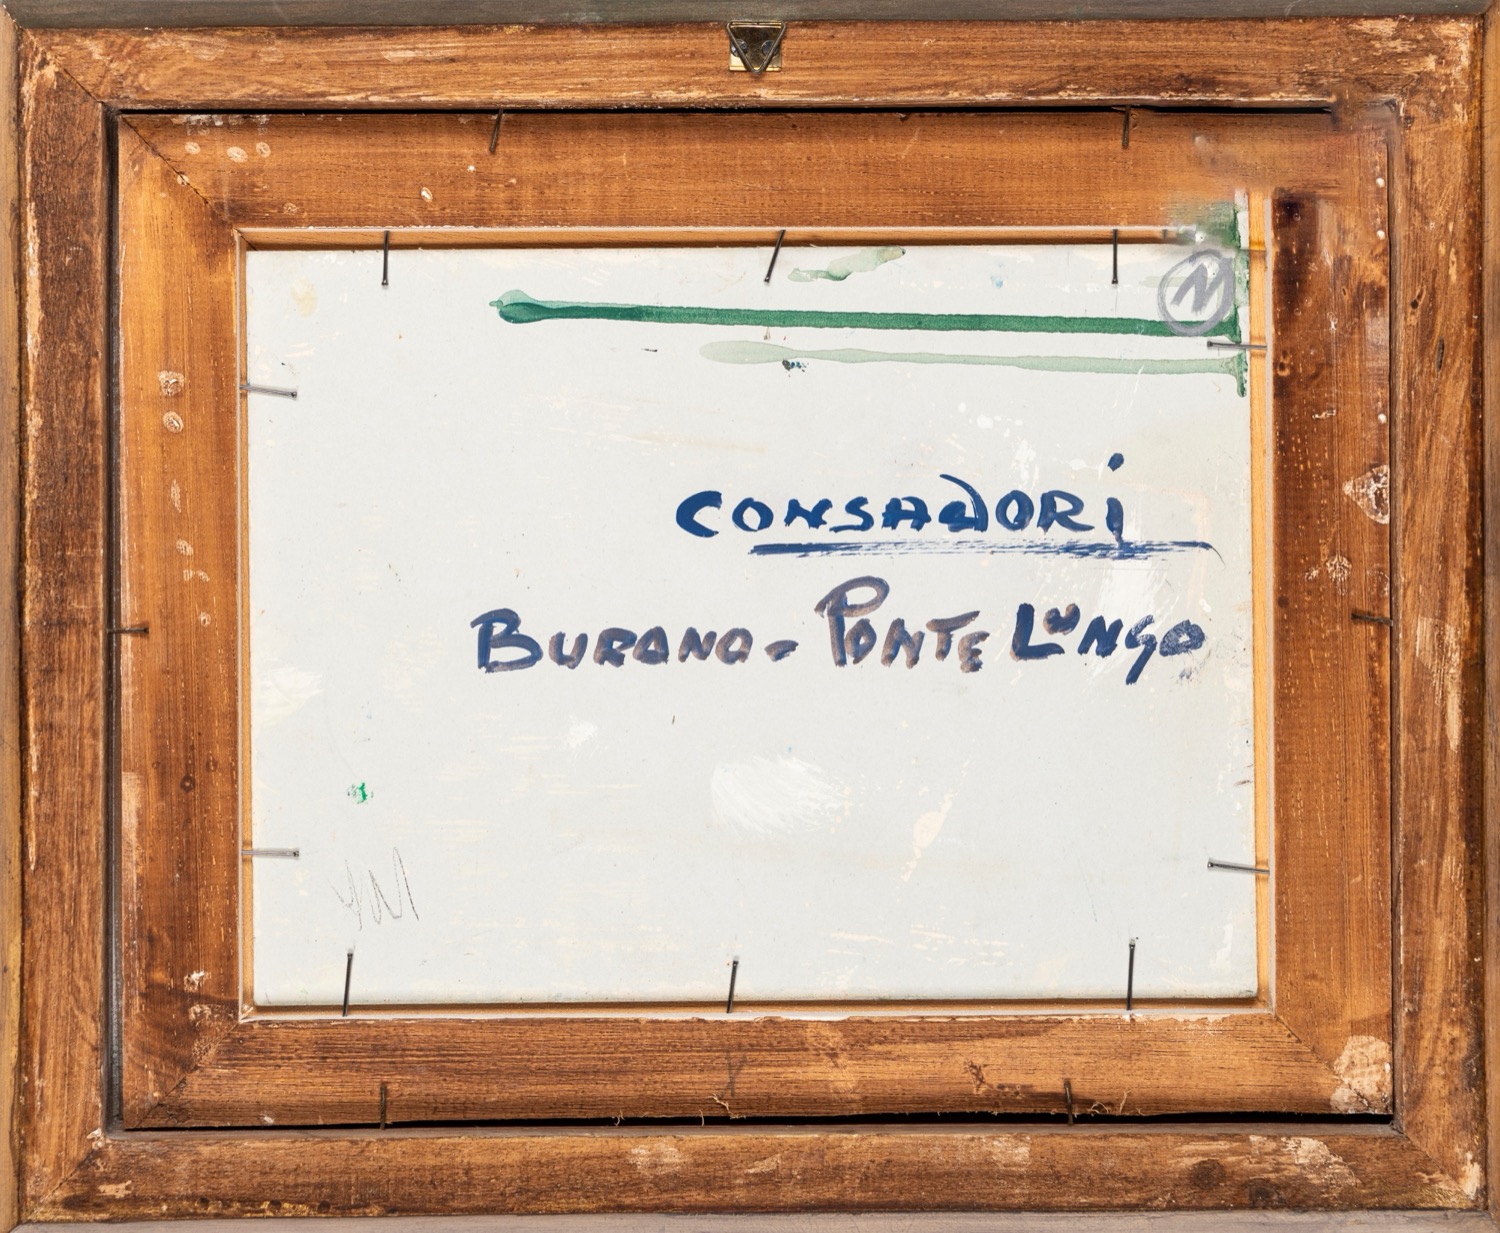 N
CONSADORI
BURANO - PONTE LUNGO